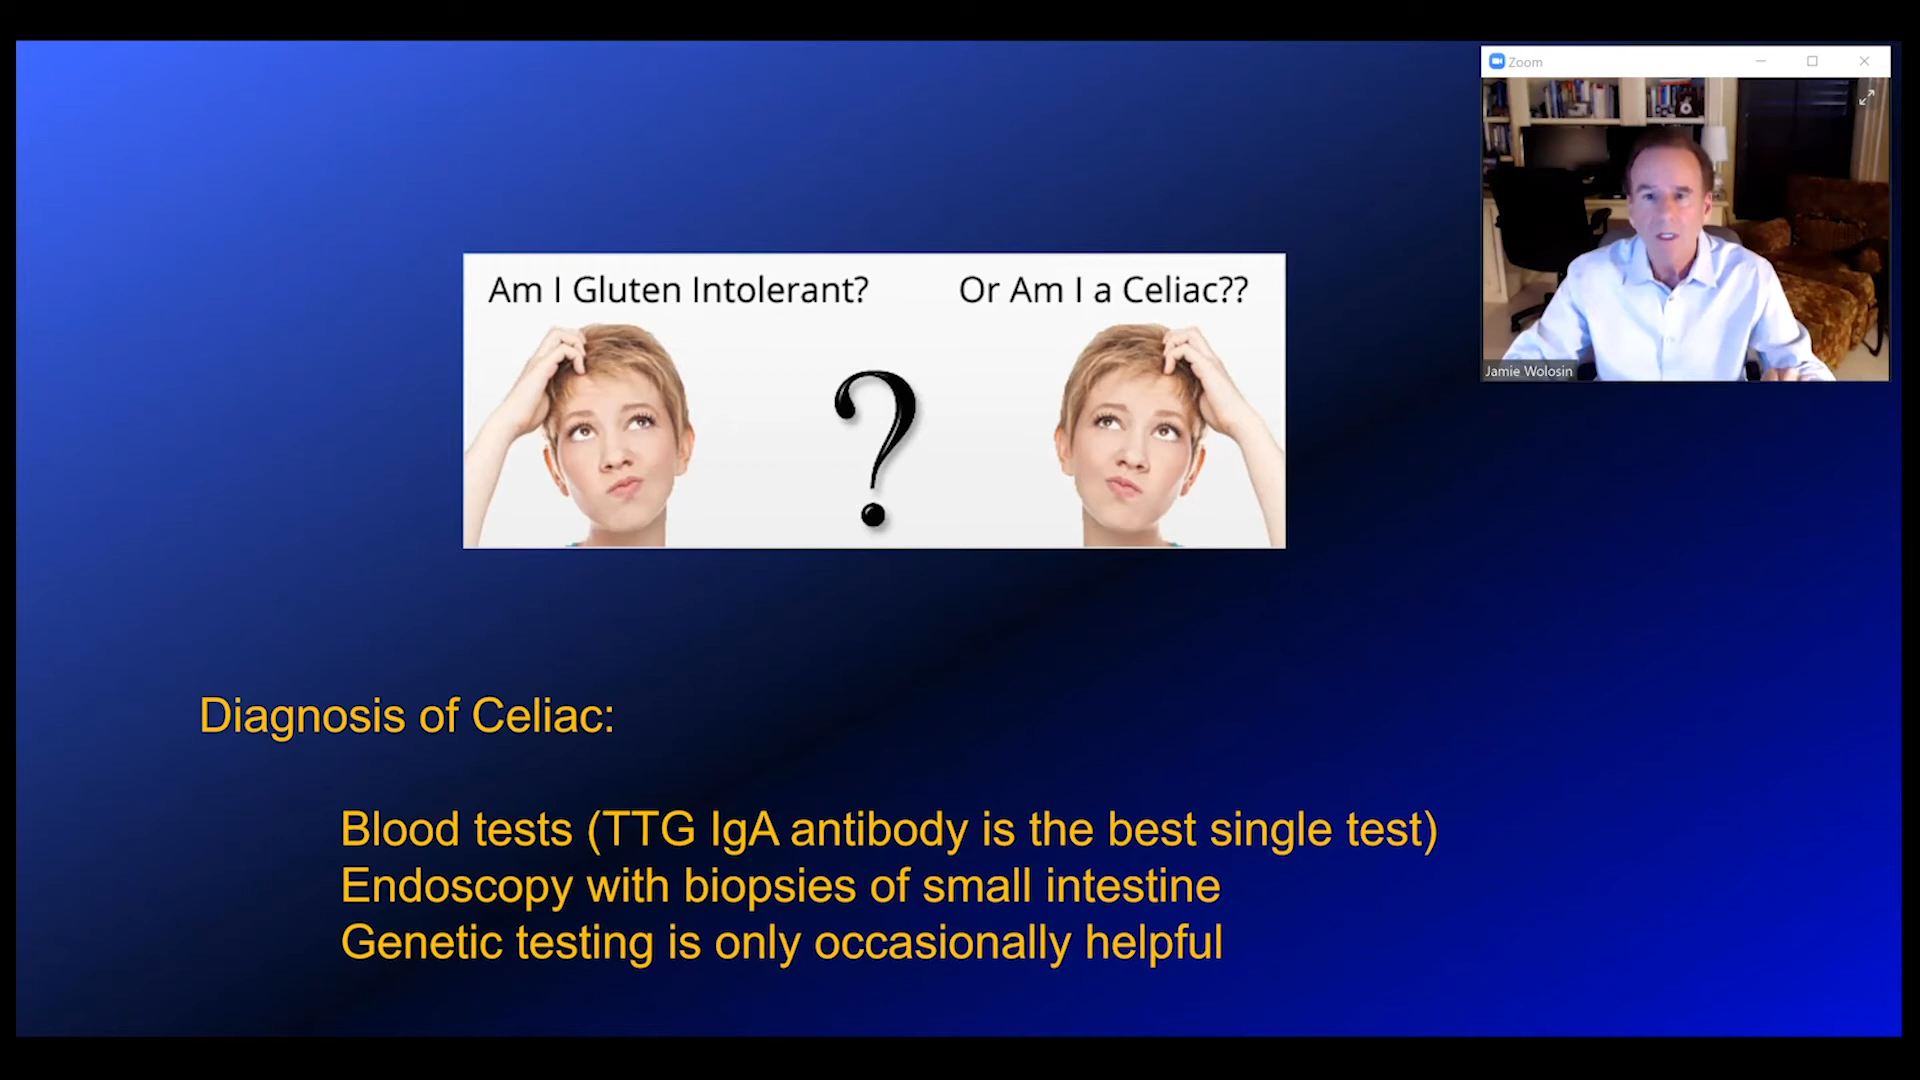 Zoom
Jamie Wolosin
Am I Gluten Intolerant? Or Am I a Celiac??
?
Diagnosis of Celiac:
Blood tests (TTG IgA antibody is the best single test)
Endoscopy with biopsies of small intestine
Genetic testing is only occasionally helpful